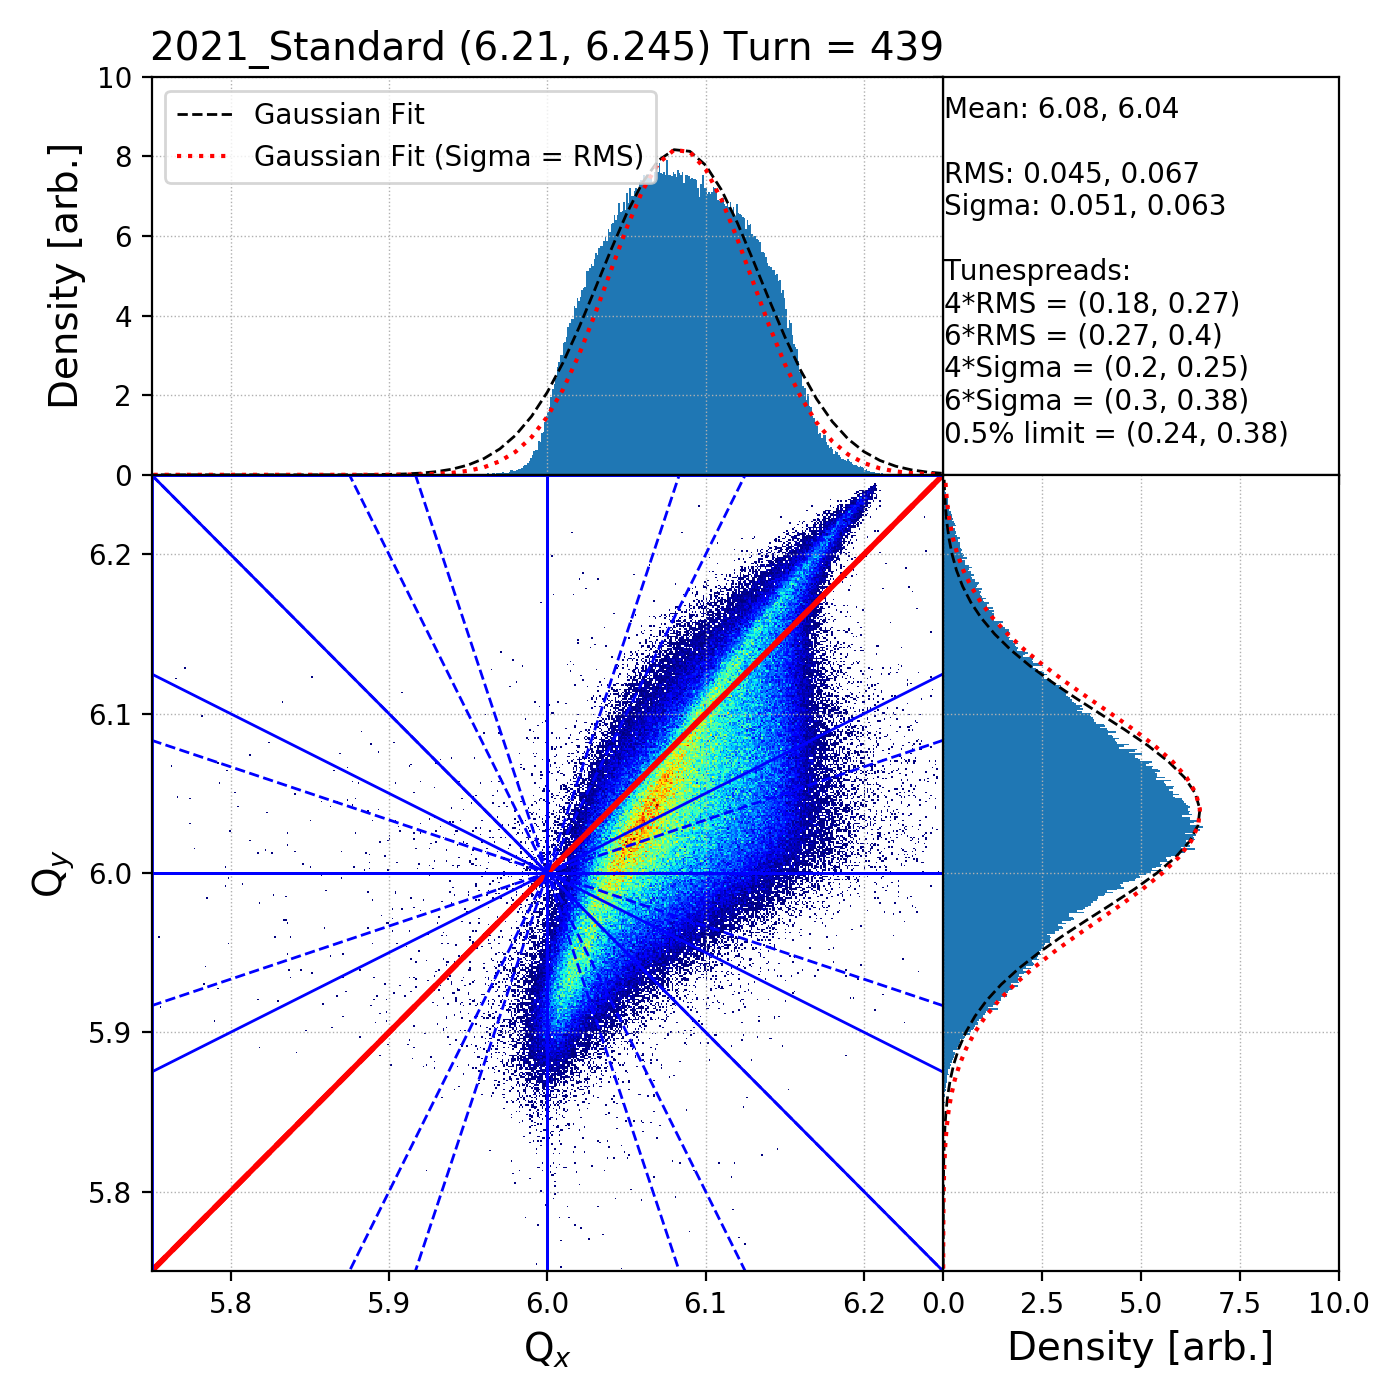 2021_Standard (6.21, 6.245) Turn = 439
10
8
6
4
2
0
Density [arb.]
Gaussian Fit
Gaussian Fit (Sigma = RMS)
Mean: 6.08, 6.04
RMS: 0.045, 0.067
Sigma: 0.051, 0.063
Tunespreads:
4*RMS = (0.18, 0.27)
6*RMS = (0.27, 0.4)
4*Sigma = (0.2, 0.25)
6*Sigma = (0.3, 0.38)
0.5% limit = (0.24, 0.38)
6.2
6.1
6.0
5.9
5.8
Qy
5.8 5.9 6.0 6.1 6.2
Qx
0.0 2.5 5.0 7.5 10.0
Density [arb.]